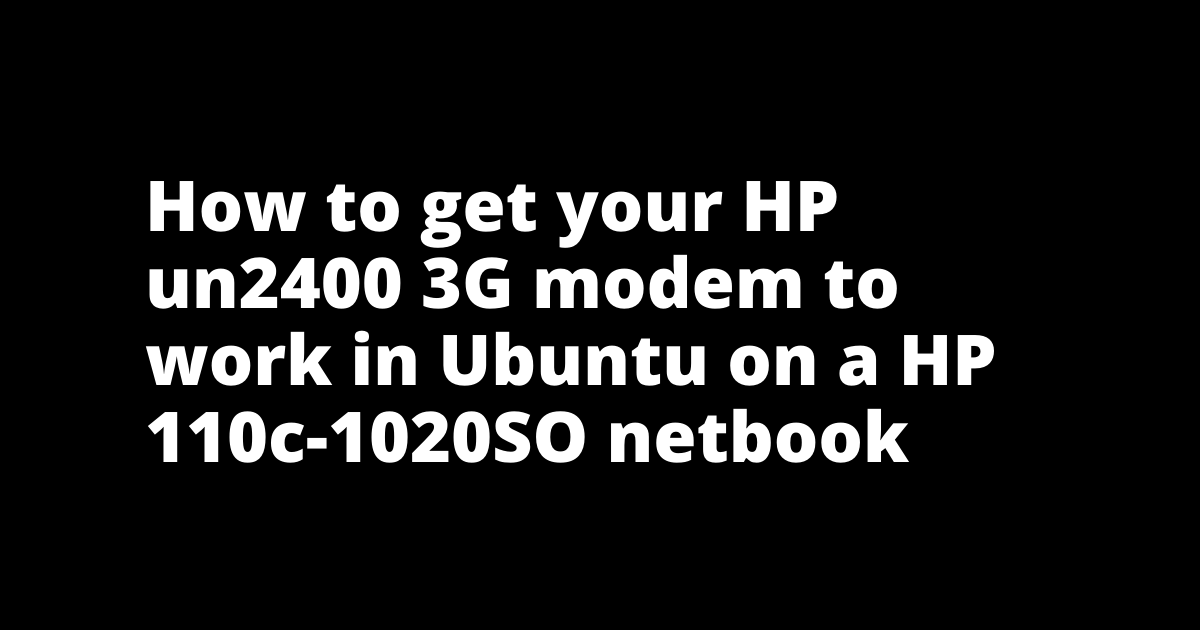 How to get your HP
un2400 3G modem to
work in Ubuntu on a HP
110c-1020SO netbook